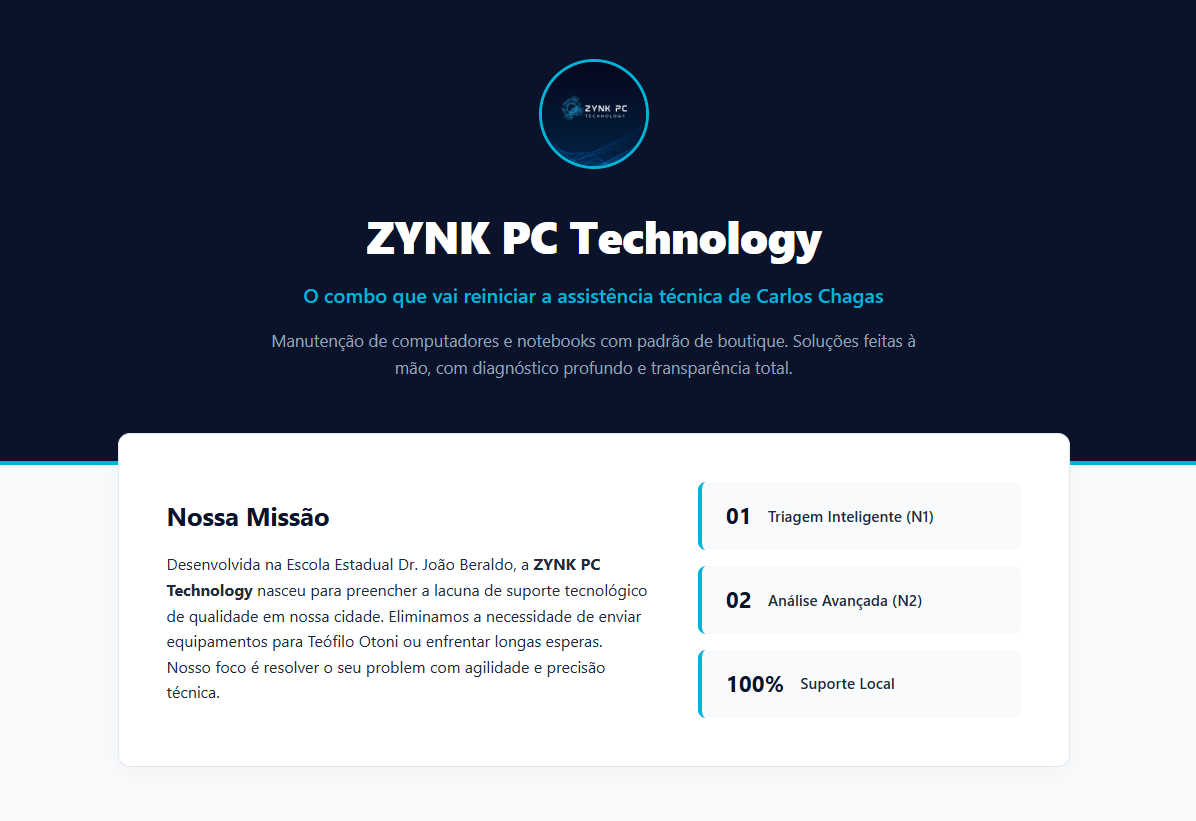 ZYNK PC
TECHNOLOGY
ZYNK PC Technology
O combo que vai reiniciar a assistência técnica de Carlos Chagas
Manutenção de computadores e notebooks com padrão de boutique. Soluções feitas à
mão, com diagnóstico profundo e transparência total.
Nossa Missão
Desenvolvida na Escola Estadual Dr. João Beraldo, a ZYNK PC
Technology nasceu para preencher a lacuna de suporte tecnológico
de qualidade em nossa cidade. Eliminamos a necessidade de enviar
equipamentos para Teófilo Otoni ou enfrentar longas esperas.
Nosso foco é resolver o seu problem com agilidade e precisão
técnica.
01 Triagem Inteligente (N1)
02 Análise Avançada (N2)
100% Suporte Local